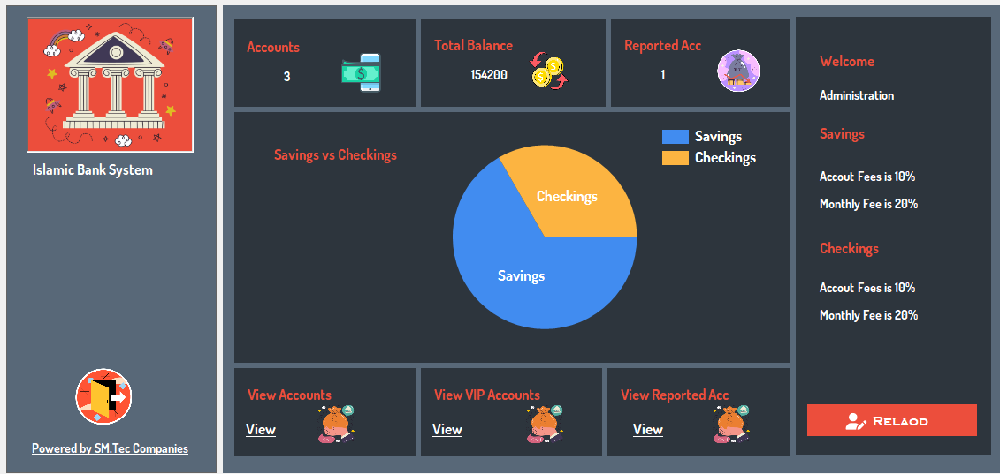 Islamic Bank System
Powered by SM.Tec Companies
Accounts
3
Total Balance
154200
Reported Acc
1
Savings vs Checkings
Savings
Checkings
Checkings
Savings
View Accounts
View
View VIP Accounts
View
View Reported Acc
View
Welcome
Administration
Savings
Accout Fees is 10%
Monthly Fee is 20%
Checkings
Accout Fees is 10%
Monthly Fee is 20%
Relaod